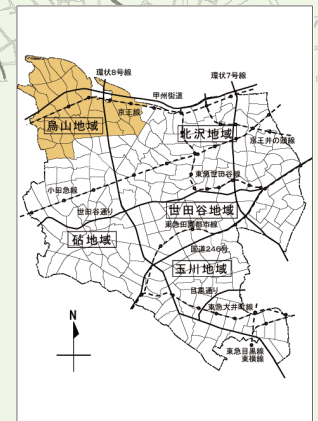 環状8号線
環状7号線
甲州街道
京王線
烏山地域
北沢地域
京王井の頭線
東急世田谷線
小田急線
世田谷通り
世田谷地域
東急田園都市線
砧地域
国道246号
玉川地域
目黒通り
東急大井町線
N
東急目黒線
東横線